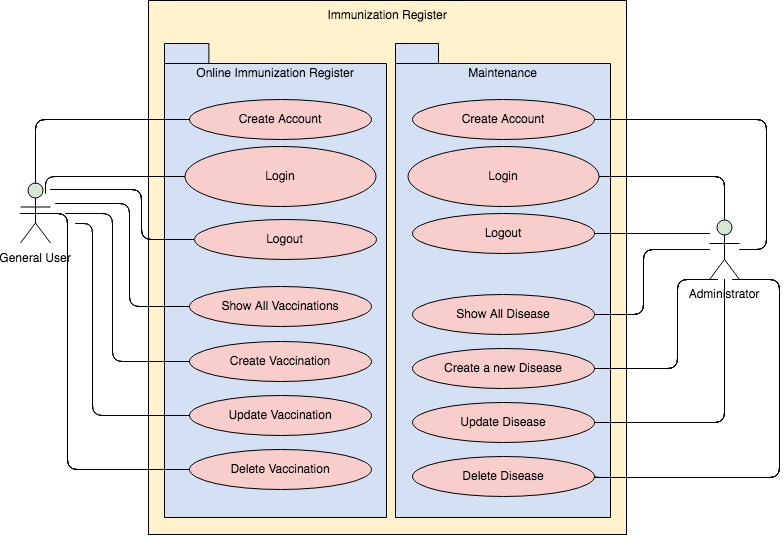 Immunization Register
Online Immunization Register
Maintenance
Create Account
Create Account
Login
Login
Logout
Logout
General User
Administrator
Show All Vaccinations
Show All Disease
Create Vaccination
Create a new Disease
Update Vaccination
Update Disease
Delete Vaccination
Delete Disease